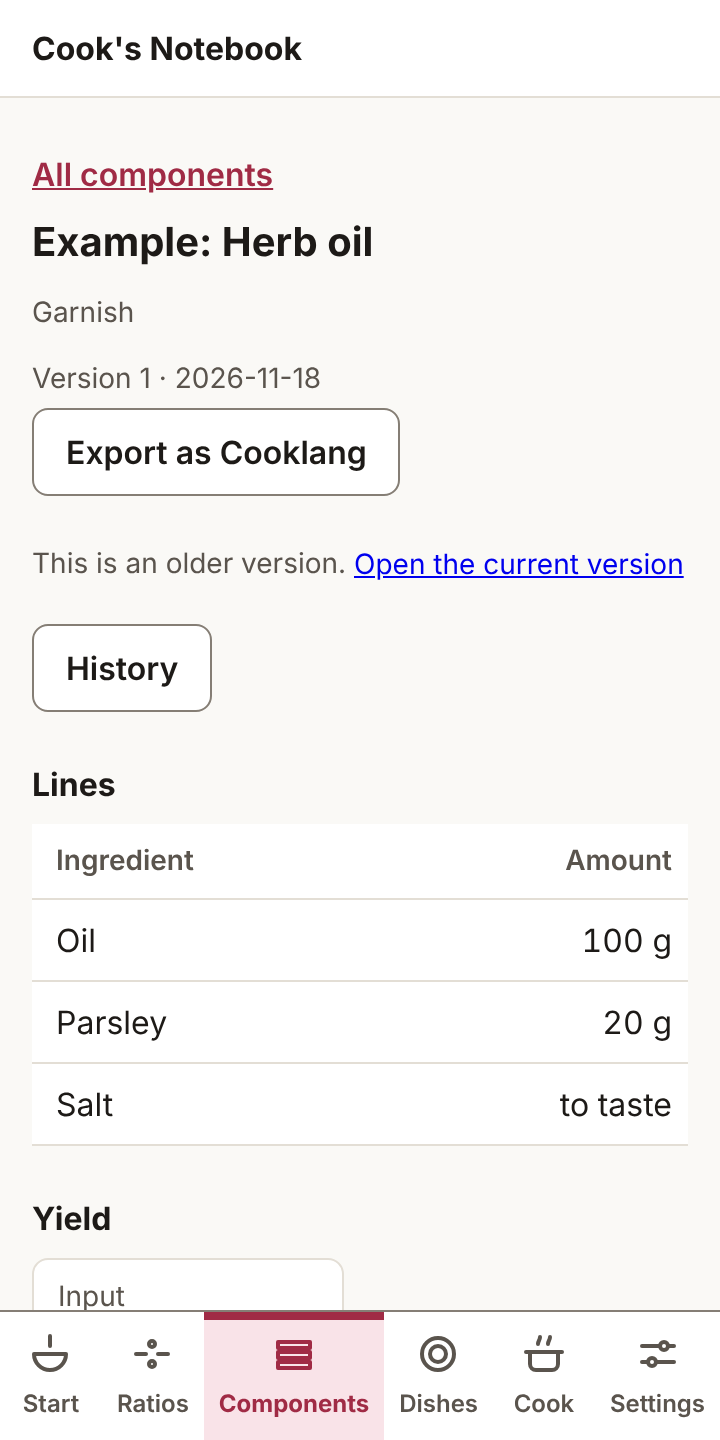 Cook's Notebook
All components
Example: Herb oil
Garnish
Version 1 · 2026-11-18
Export as Cooklang
This is an older version. Open the current version
History
Lines
Ingredient Amount
Oil 100 g
Parsley 20 g
Salt to taste
Yield
Input
Start Ratios Components Dishes Cook Settings